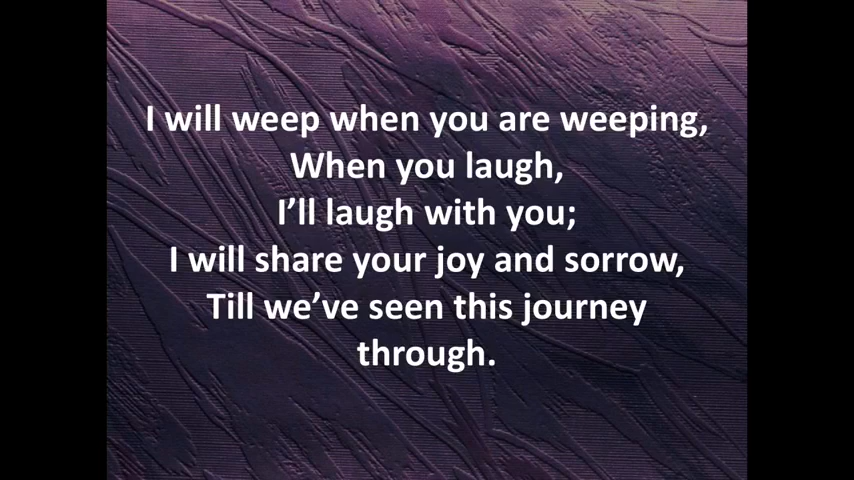 I will weep when you are weeping,
When you laugh,
I’ll laugh with you;
I will share your joy and sorrow,
Till we’ve seen this journey
through.